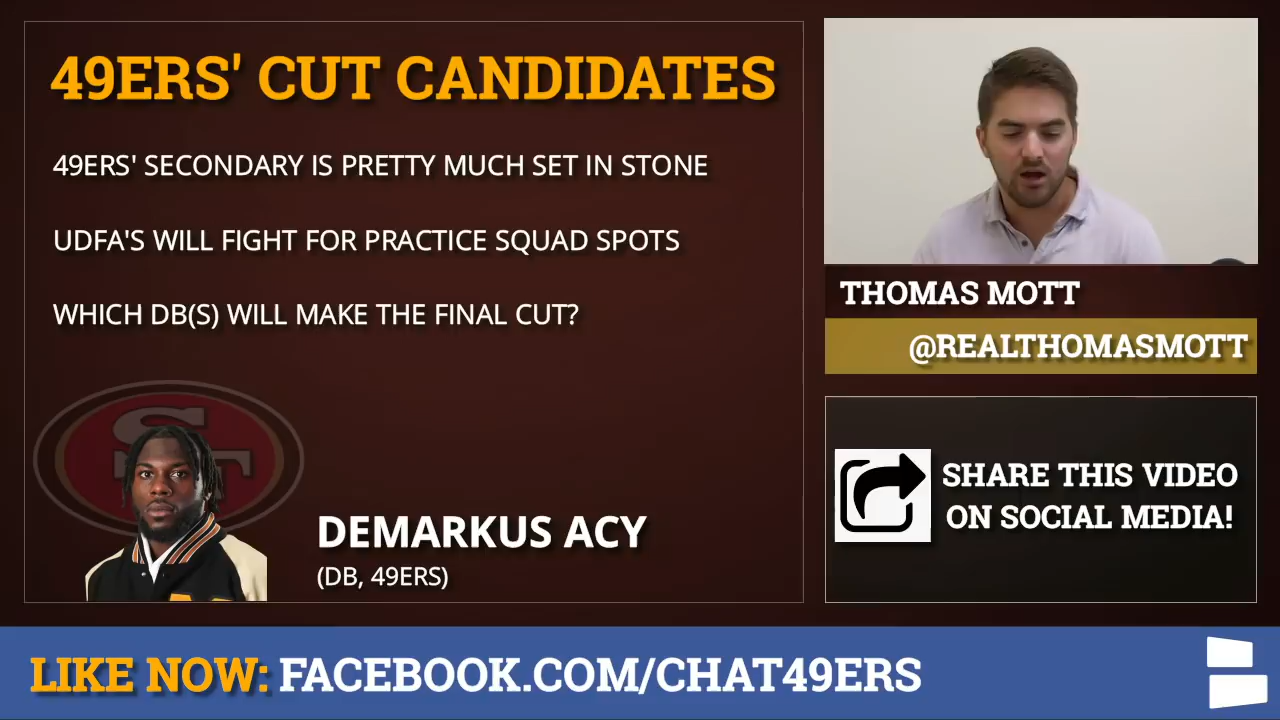 49ERS' CUT CANDIDATES
49ERS' SECONDARY IS PRETTY MUCH SET IN STONE
UDFA'S WILL FIGHT FOR PRACTICE SQUAD SPOTS
WHICH DB(S) WILL MAKE THE FINAL CUT?
SF
DEMARKUS ACY
(DB, 49ERS)
THOMAS MOTT
@REALTHOMASMOTT
SHARE THIS VIDEO
ON SOCIAL MEDIA!
LIKE NOW: FACEBOOK.COM/CHAT49ERS